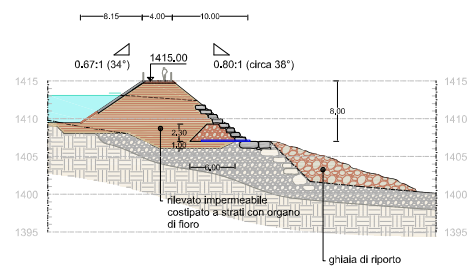 8.15 4.00 10.00
1415.00
0.67:1 (34°) 0.80:1 (circa 38°)
1415 1415
8,00
1410 1410
2,30
1,00
1405 1405
6,00
1400 1400
rilevato impermeabile
costipato a strati con organo
di fioro
1395 1395
ghiaia di riporto